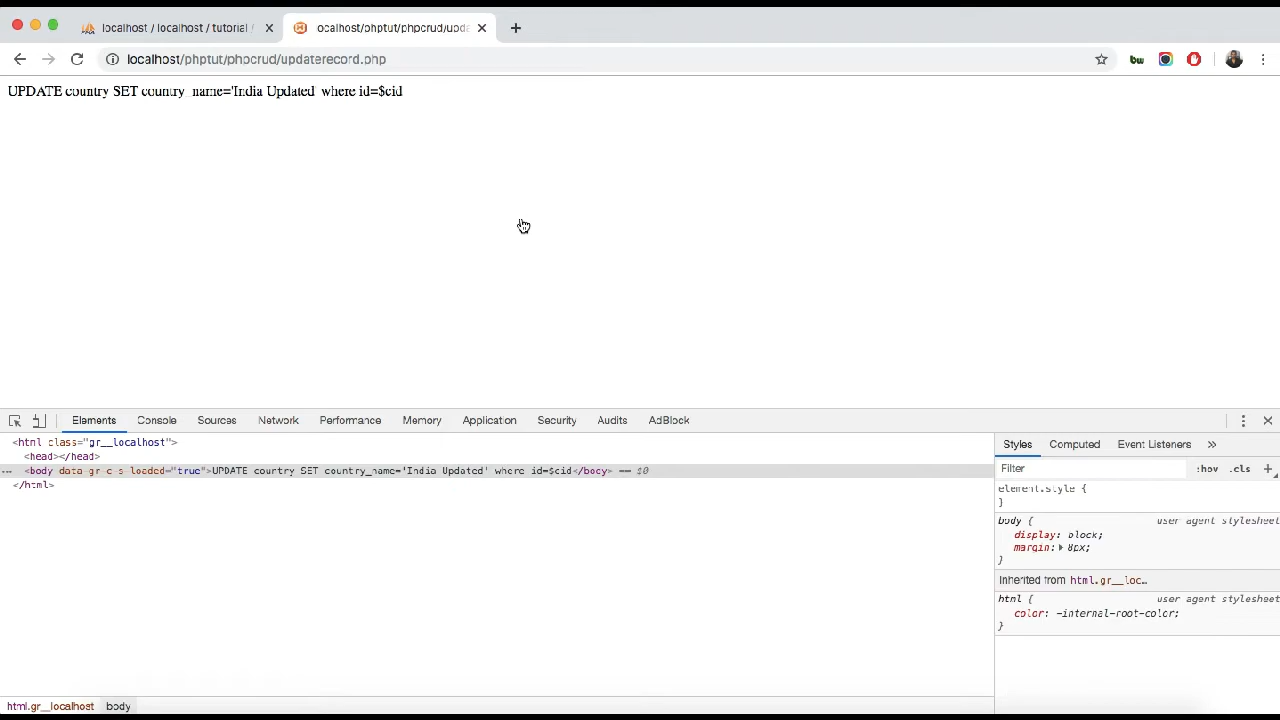 localhost / localhost / tutorial /
ocalhost/phptut/phpcrud/upda
localhost/phptut/phpcrud/updaterecord.php
bw
UPDATE country SET country_name='India Updated' where id=$cid
Elements Console Sources Network Performance Memory Application Security Audits AdBlock
<html class="gr__localhost">
<head></head>
... <body data-gr-c-s-loaded="true">UPDATE country SET country_name='India Updated' where id=$cid</body> == $0
</html>
html.gr__localhost body
Styles Computed Event Listeners »
Filter :hov .cls +
element.style {
}
body { user agent stylesheet
display: block;
margin: 8px;
}
Inherited from html.gr__loc…
html { user agent stylesheet
color: -internal-root-color;
}